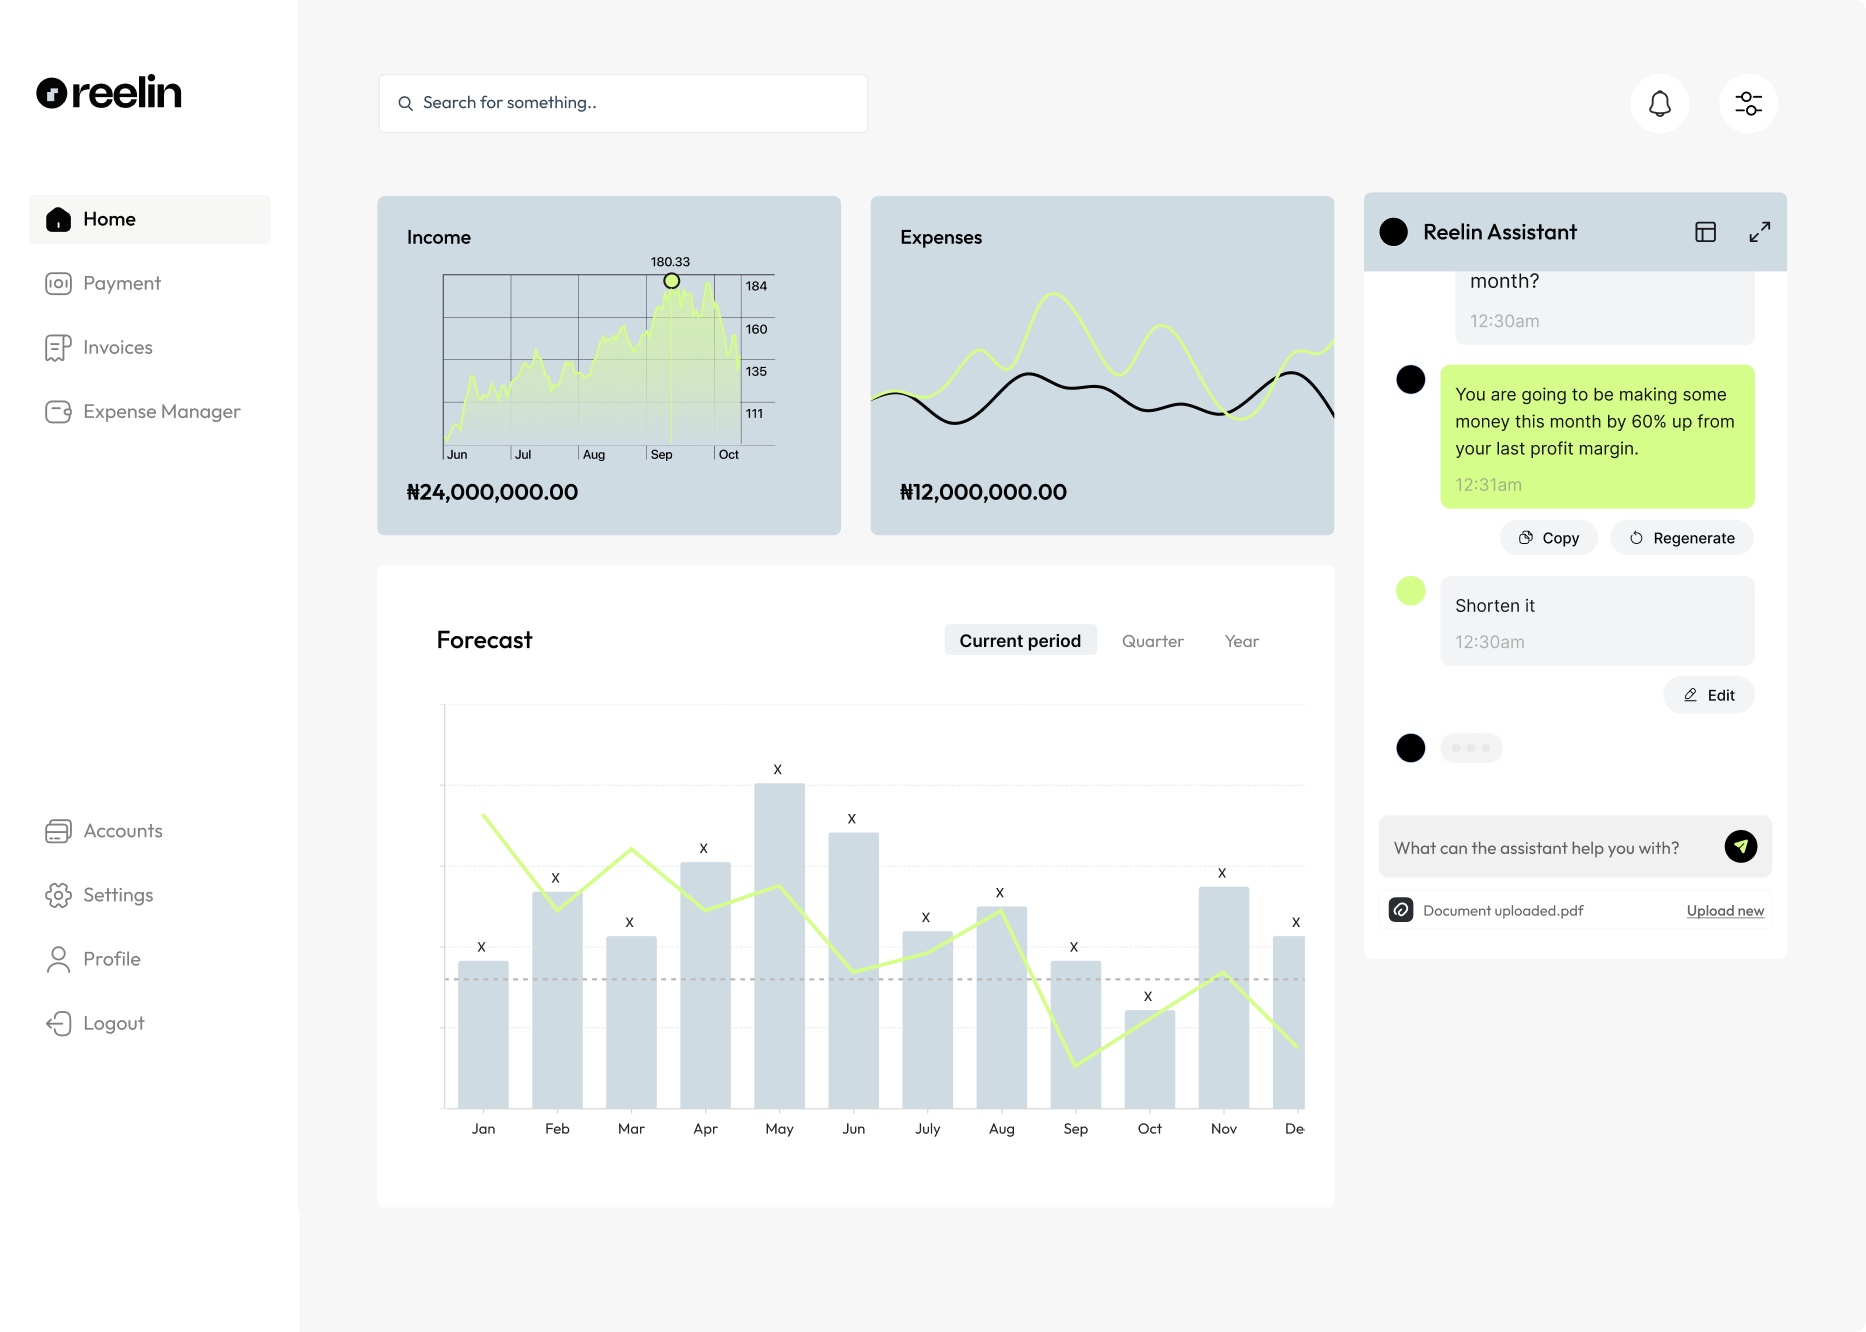 reelin
Home
Payment
Invoices
Expense Manager
Accounts
Settings
Profile
Logout
Search for something..
Income
180.33
184
160
135
111
Jun Jul Aug Sep Oct
₦24,000,000.00
Expenses
₦12,000,000.00
Forecast
Current period Quarter Year
X X X X X X X X X X X X
Jan Feb Mar Apr May Jun July Aug Sep Oct Nov De
Reelin Assistant
month?
12:30am
You are going to be making some
money this month by 60% up from
your last profit margin.
12:31am
Copy Regenerate
Shorten it
12:30am
Edit
What can the assistant help you with?
Document uploaded.pdf Upload new